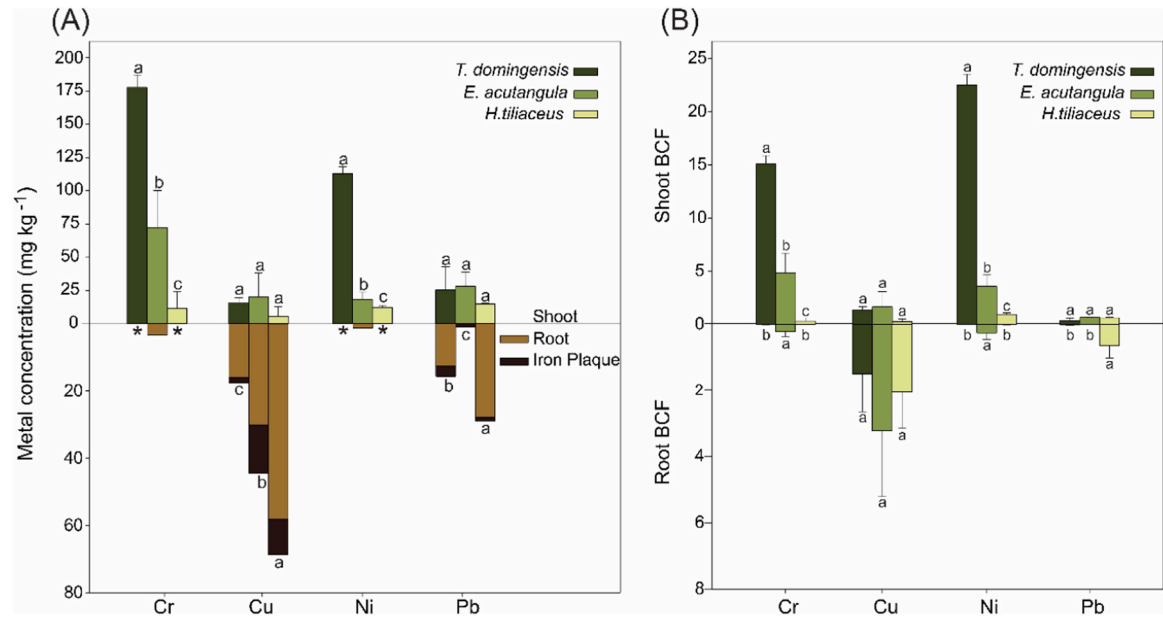 (A)
Metal concentration (mg kg⁻¹)
200
175
150
125
100
75
50
25
0
20
40
60
80
T. domingensis
E. acutangula
H.tiliaceus
Shoot
Root
Iron Plaque
a
b
c
* *
a
a
a
c
b
a
a
b
c
* *
a
a
a
b
c
a
Cr
Cu
Ni
Pb
(B)
Shoot BCF
Root BCF
25
20
15
10
5
0
2
4
6
8
T. domingensis
E. acutangula
H.tiliaceus
a
b
c
b
a
b
a
a
a
a
a
a
a
b
c
b
a
b
a
a
a
b
b
a
Cr
Cu
Ni
Pb